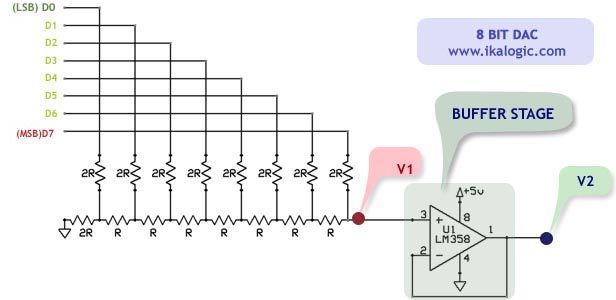 (LSB) D0
8 BIT DAC
www.ikalogic.com
D1
D2
D3
D4
D5
D6
(MSB)D7
BUFFER STAGE
2R 2R 2R 2R 2R 2R 2R 2R
V1
V2
+5v
3 + 8
U1 1
LM358
2 - 4
2R R R R R R R R